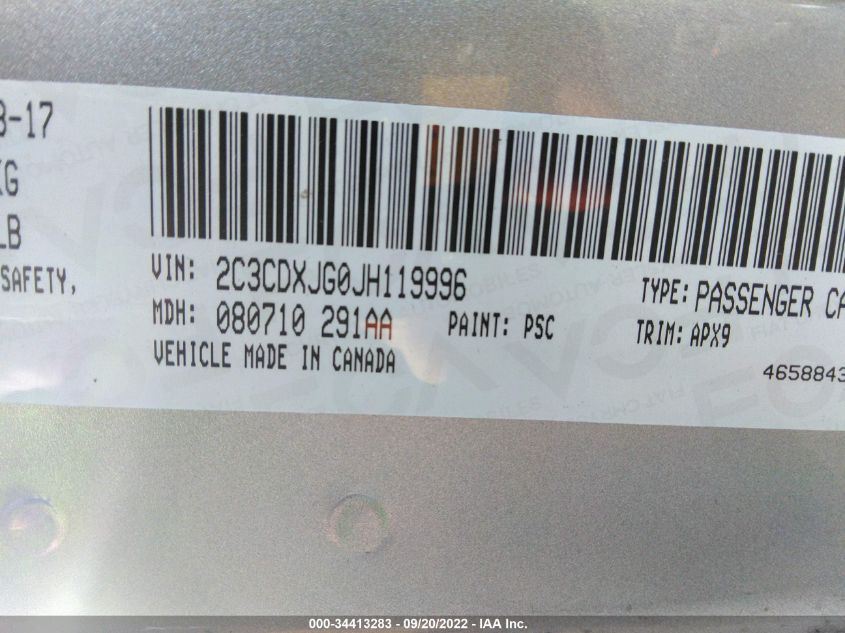 8-17
KG
LB
SAFETY,
VIN: 2C3CDXJG0JH119996
TYPE: PASSENGER CA
MDH: 080710 291AA
PAINT: PSC
TRIM: APX9
VEHICLE MADE IN CANADA
4658843
000-34413283 - 09/20/2022 - IAA Inc.